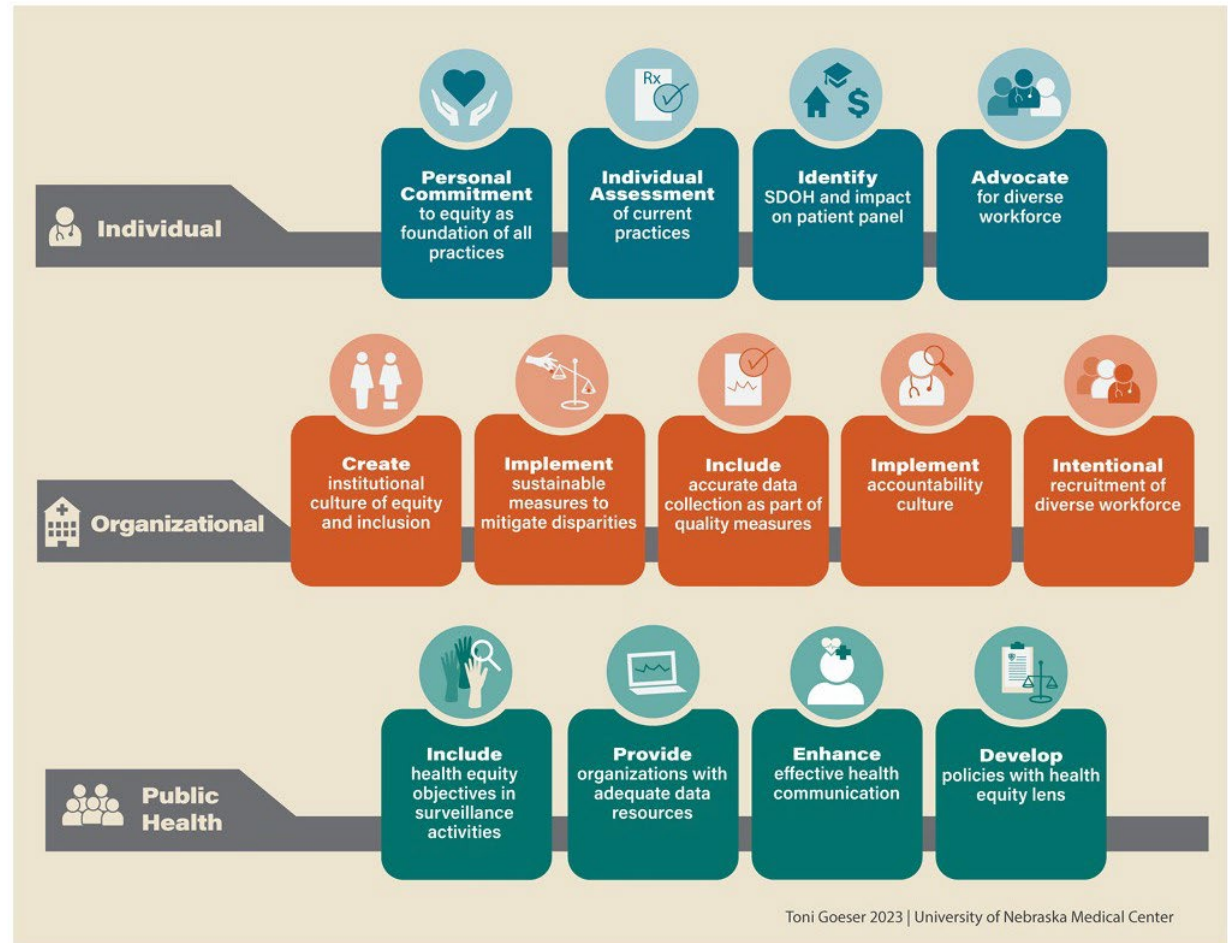 Rx
Personal
Commitment
to equity as
foundation of all
practices
Individual
Assessment
of current
practices
Identify
SDOH and impact
on patient panel
Advocate
for diverse
workforce
Individual
Create
institutional
culture of equity
and inclusion
Implement
sustainable
measures to
mitigate disparities
Include
accurate data
collection as part of
quality measures
Implement
accountability
culture
Intentional
recruitment of
diverse workforce
Organizational
Include
health equity
objectives in
surveillance
activities
Provide
organizations with
adequate data
resources
Enhance
effective health
communication
Develop
policies with health
equity lens
Public
Health
Toni Goeser 2023 | University of Nebraska Medical Center